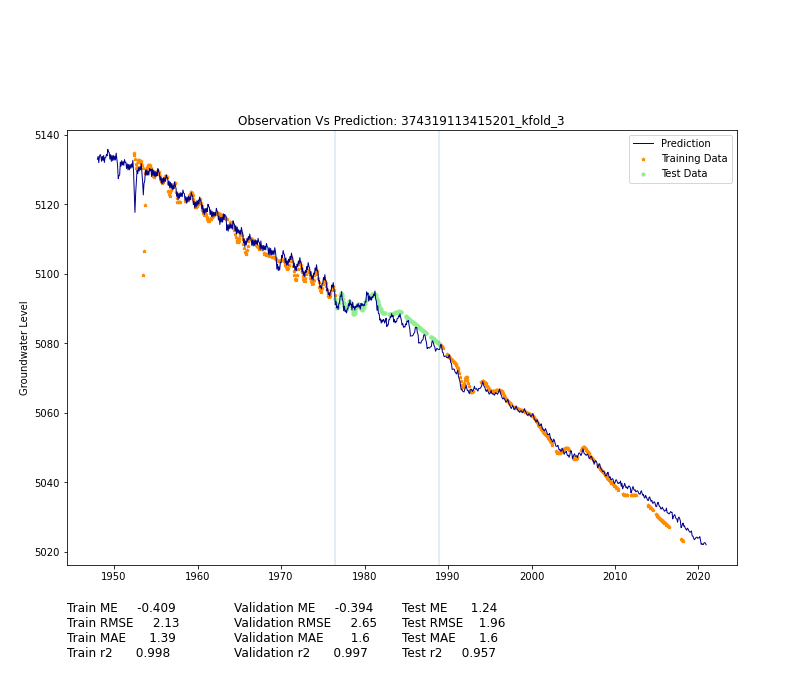 Observation Vs Prediction: 374319113415201_kfold_3
5140
5120
5100
5080
5060
5040
5020
Groundwater Level
Prediction
Training Data
Test Data
1950 1960 1970 1980 1990 2000 2010 2020
Train ME -0.409 Validation ME -0.394 Test ME 1.24
Train RMSE 2.13 Validation RMSE 2.65 Test RMSE 1.96
Train MAE 1.39 Validation MAE 1.6 Test MAE 1.6
Train r2 0.998 Validation r2 0.997 Test r2 0.957